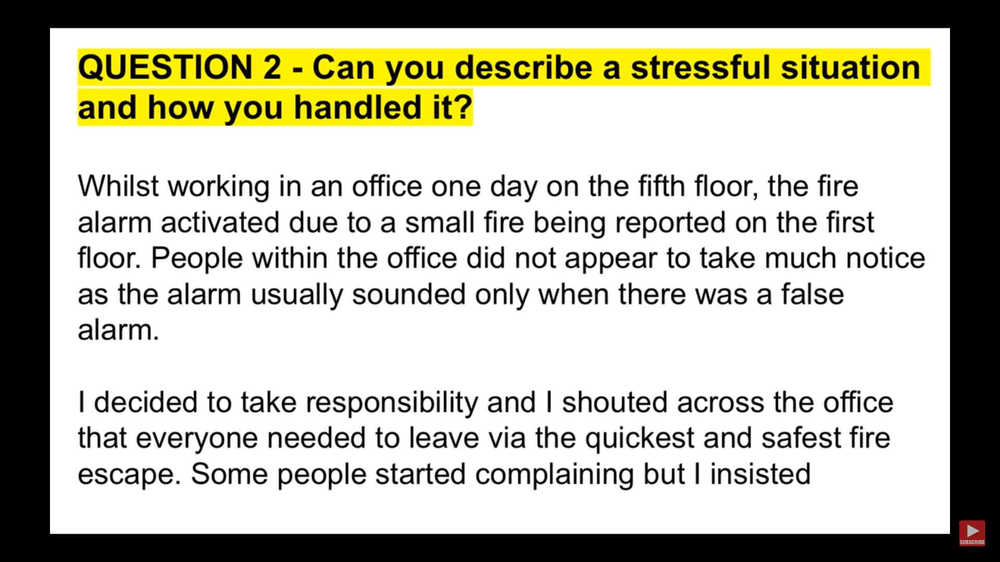 QUESTION 2 - Can you describe a stressful situation
and how you handled it?
Whilst working in an office one day on the fifth floor, the fire
alarm activated due to a small fire being reported on the first
floor. People within the office did not appear to take much notice
as the alarm usually sounded only when there was a false
alarm.
I decided to take responsibility and I shouted across the office
that everyone needed to leave via the quickest and safest fire
escape. Some people started complaining but I insisted
SUBSCRIBE